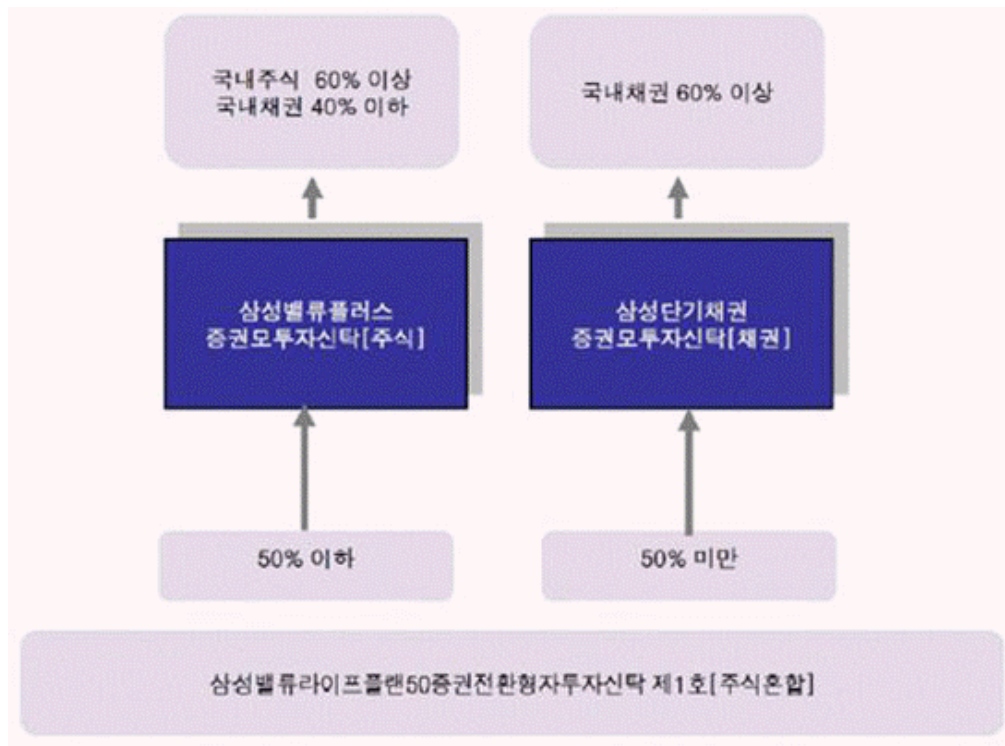 국내주식 60% 이상
국내채권 40% 이하
국내채권 60% 이상
삼성밸류플러스
증권모투자신탁[주식]
삼성단기채권
증권모투자신탁[채권]
50% 이하
50% 미만
삼성밸류라이프플랜50증권전환형자투자신탁 제1호[주식혼합]